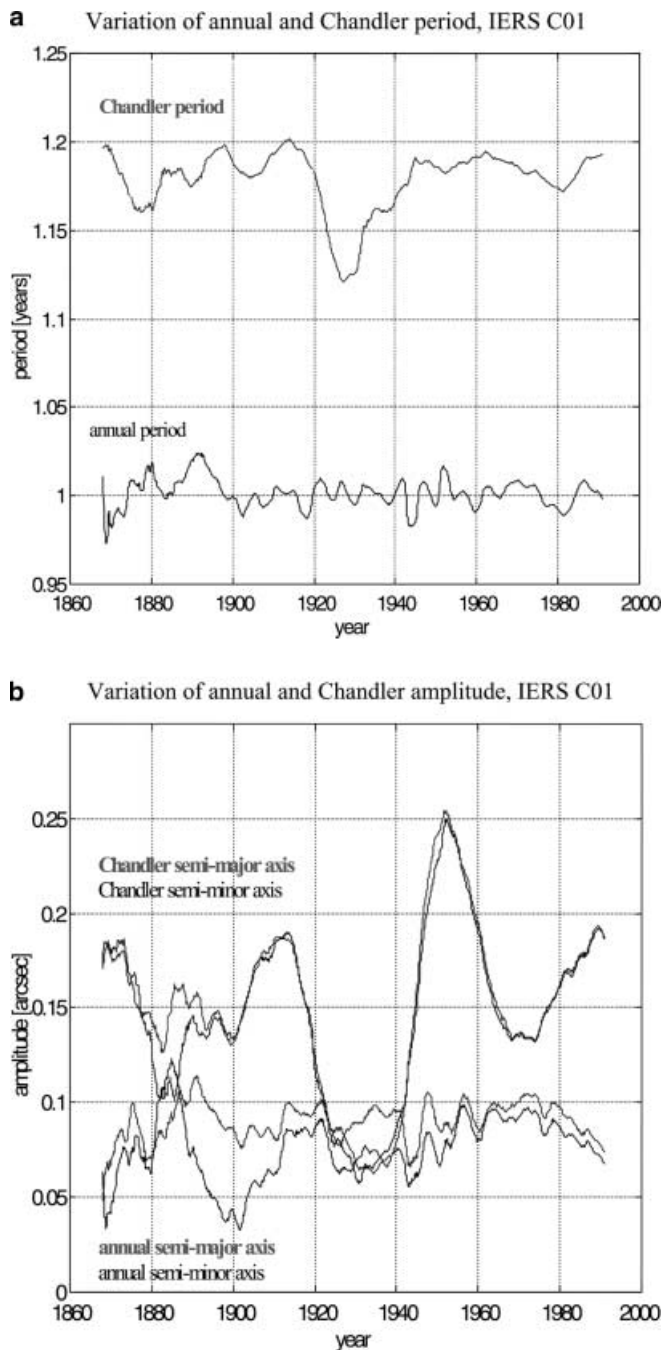 a
Variation of annual and Chandler period, IERS C01
1.25
Chandler period
1.2
1.15
period [years]
1.1
1.05
annual period
1
0.95
1860 1880 1900 1920 1940 1960 1980 2000
year
b
Variation of annual and Chandler amplitude, IERS C01
0.25
Chandler semi-major axis
Chandler semi-minor axis
0.2
amplitude [arcsec]
0.15
0.1
0.05
annual semi-major axis
annual semi-minor axis
0
1860 1880 1900 1920 1940 1960 1980 2000
year